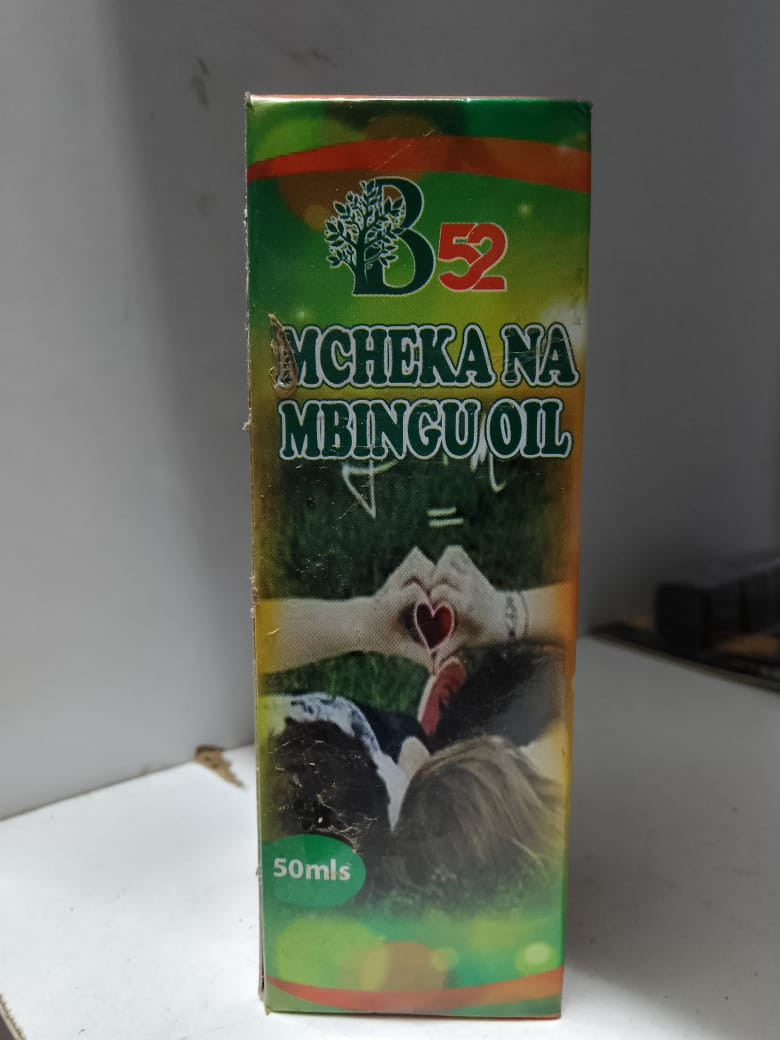 B52
MCHEKA NA
MBINGU OIL
=
50mls